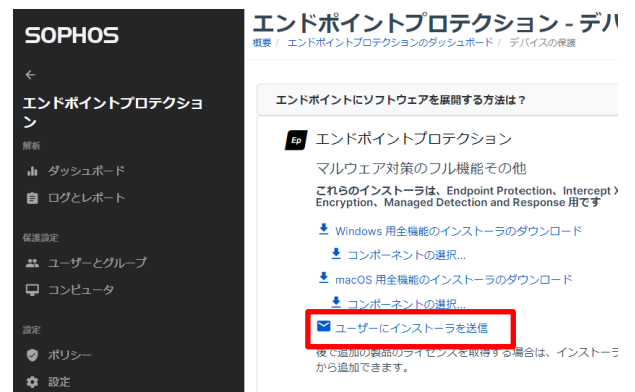 SOPHOS
エンドポイントプロテクション
解析
ダッシュボード
ログとレポート
保護設定
ユーザーとグループ
コンピュータ
設定
ポリシー
設定
エンドポイントプロテクション - デバ
概要 / エンドポイントプロテクションのダッシュボード / デバイスの保護
エンドポイントにソフトウェアを展開する方法は？
Ep エンドポイントプロテクション
マルウェア対策のフル機能その他
これらのインストーラは、Endpoint Protection、Intercept X
Encryption、Managed Detection and Response 用です
Windows 用全機能のインストーラのダウンロード
コンポーネントの選択...
macOS 用全機能のインストーラのダウンロード
コンポーネントの選択...
ユーザーにインストーラを送信
後で追加の製品のライセンスを取得する場合は、インストーラ
から追加できます。